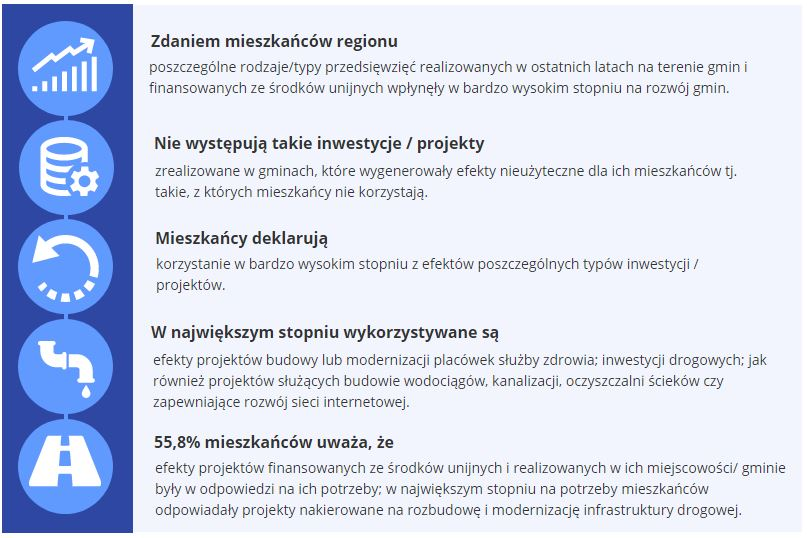 Zdaniem mieszkańców regionu
poszczególne rodzaje/typy przedsięwzięć realizowanych w ostatnich latach na terenie gmin i
finansowanych ze środków unijnych wpłynęły w bardzo wysokim stopniu na rozwój gmin.
Nie występują takie inwestycje / projekty
zrealizowane w gminach, które wygenerowały efekty nieużyteczne dla ich mieszkańców tj.
takie, z których mieszkańcy nie korzystają.
Mieszkańcy deklarują
korzystanie w bardzo wysokim stopniu z efektów poszczególnych typów inwestycji /
projektów.
W największym stopniu wykorzystywane są
efekty projektów budowy lub modernizacji placówek służby zdrowia; inwestycji drogowych; jak
również projektów służących budowie wodociągów, kanalizacji, oczyszczalni ścieków czy
zapewniające rozwój sieci internetowej.
55,8% mieszkańców uważa, że
efekty projektów finansowanych ze środków unijnych i realizowanych w ich miejscowości/ gminie
były w odpowiedzi na ich potrzeby; w największym stopniu na potrzeby mieszkańców
odpowiadały projekty nakierowane na rozbudowę i modernizację infrastruktury drogowej.